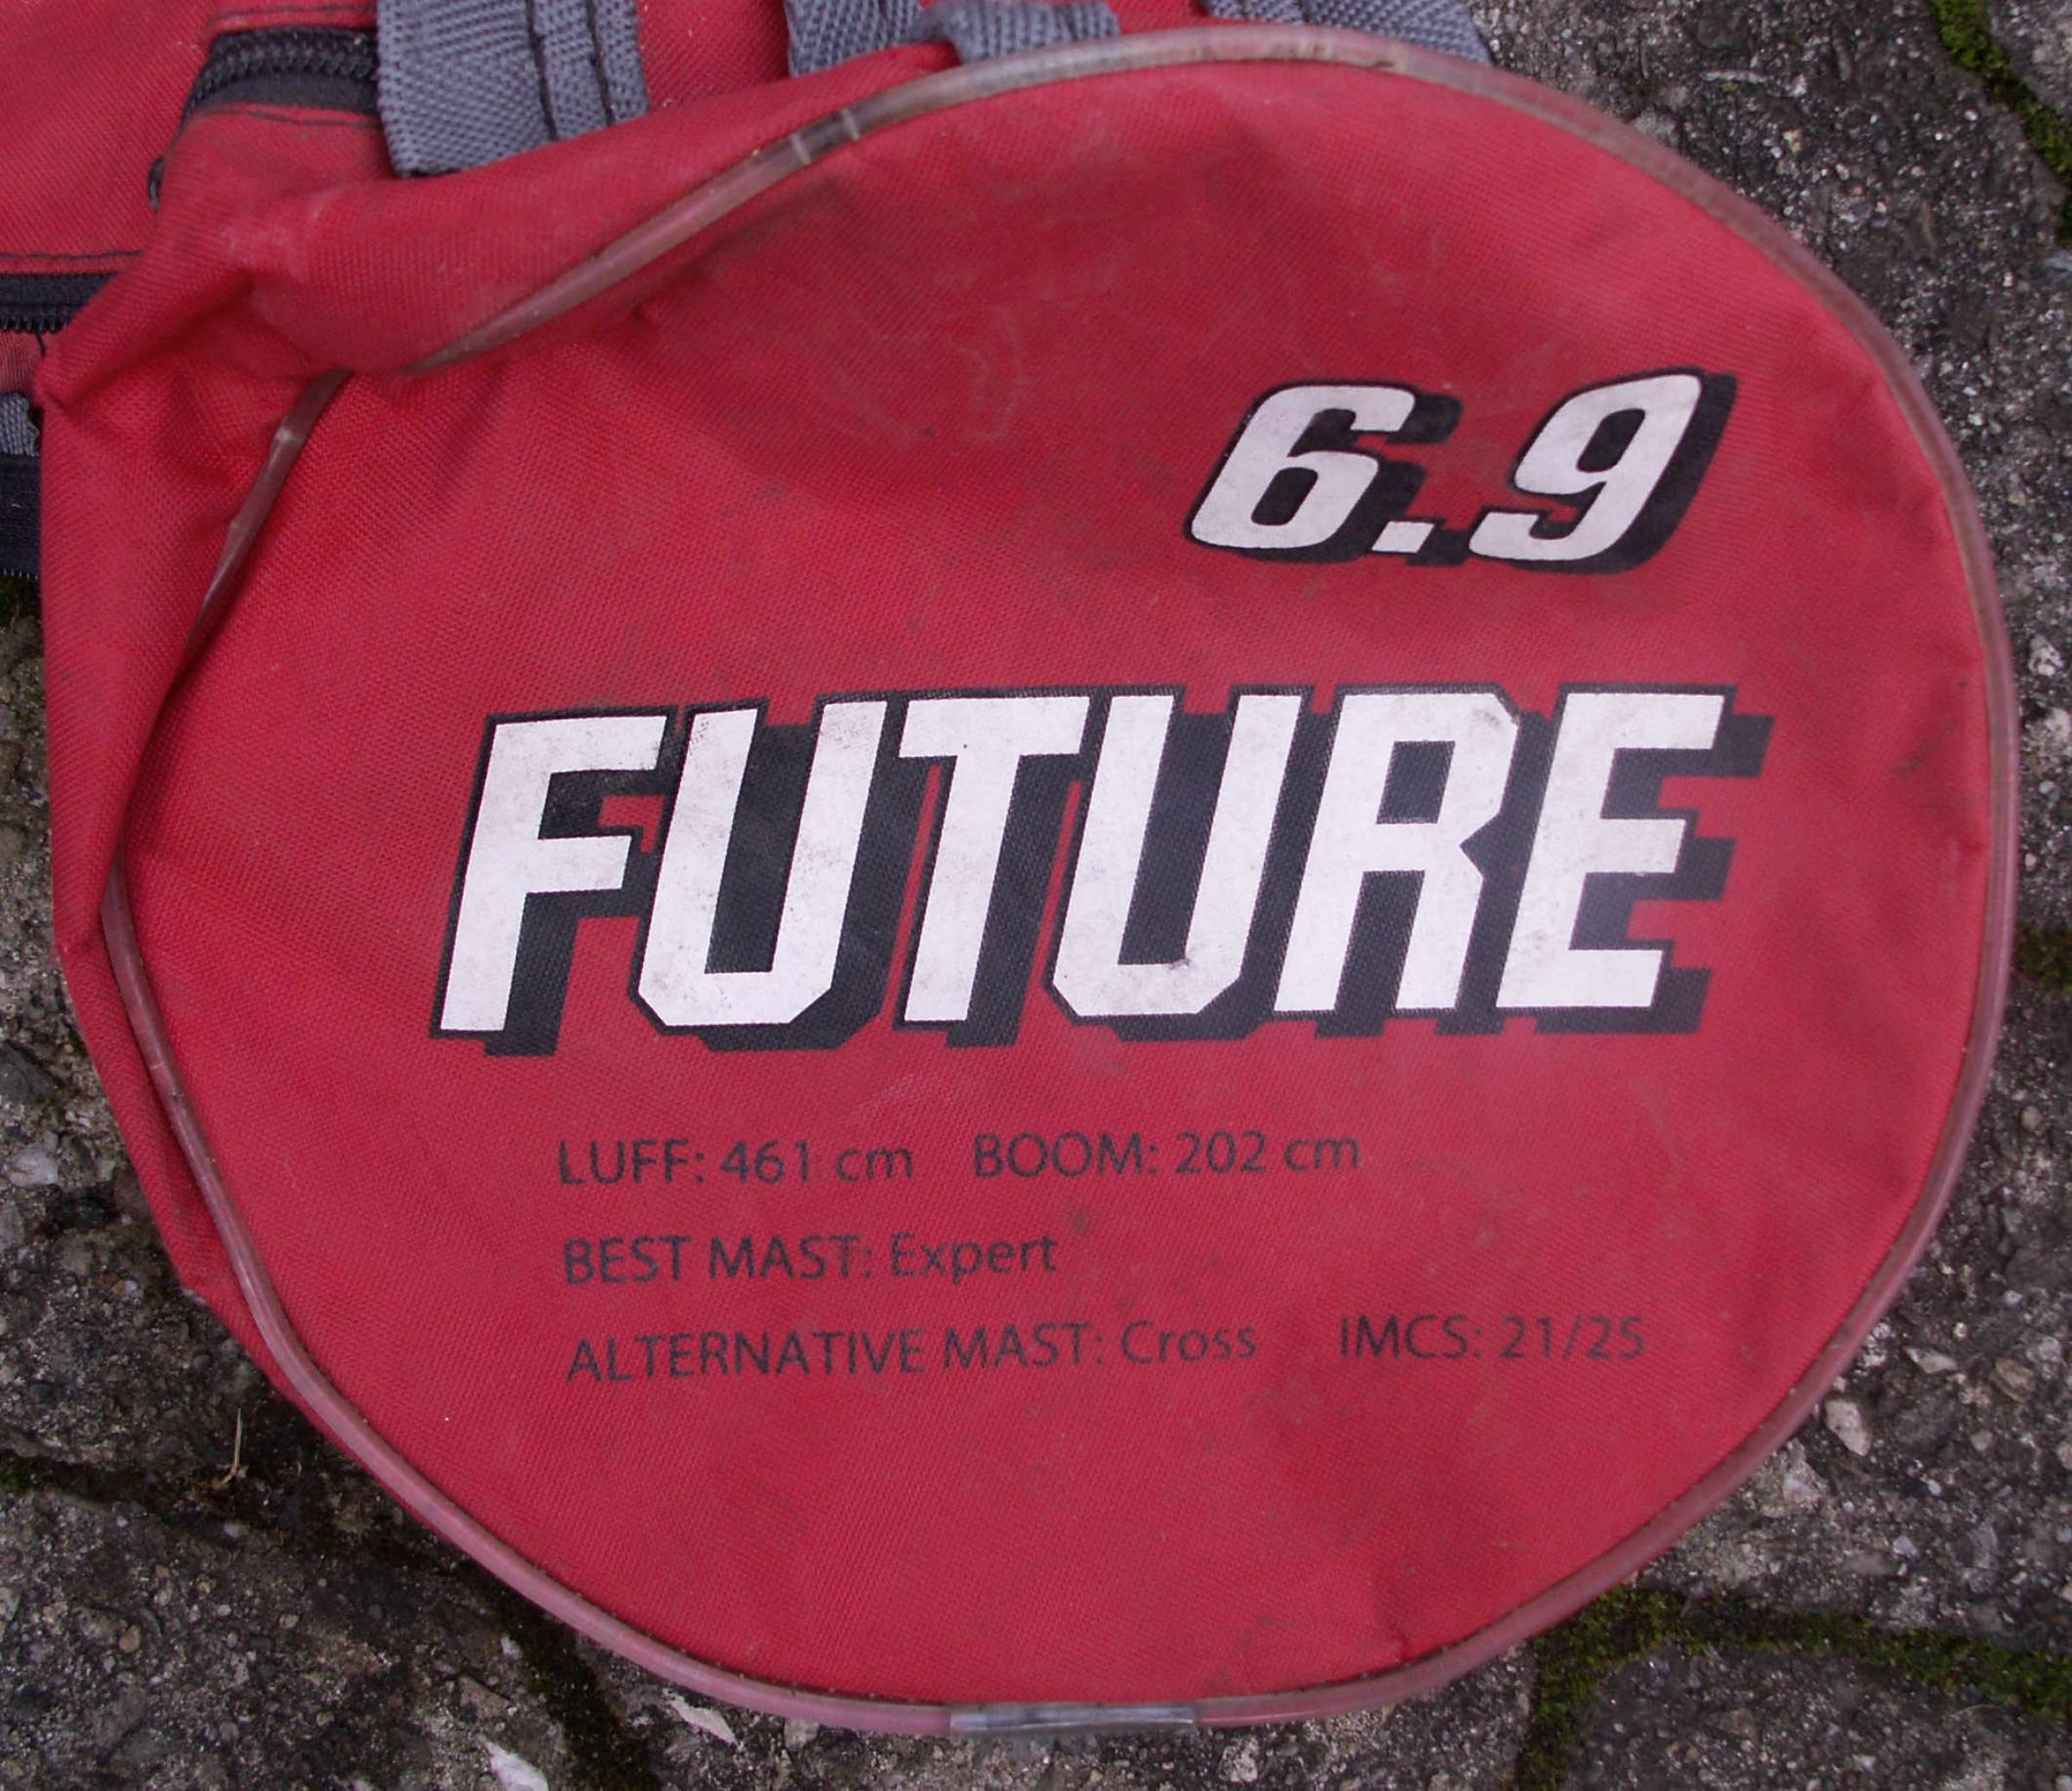 6.9
FUTURE
LUFF: 461 cm BOOM: 202 cm
BEST MAST: Expert
ALTERNATIVE MAST: Cross IMCS: 21/25